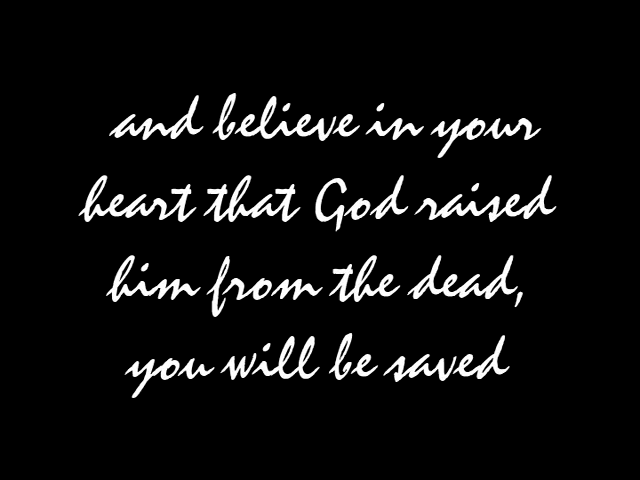 and believe in your
heart that God raised
him from the dead,
you will be saved